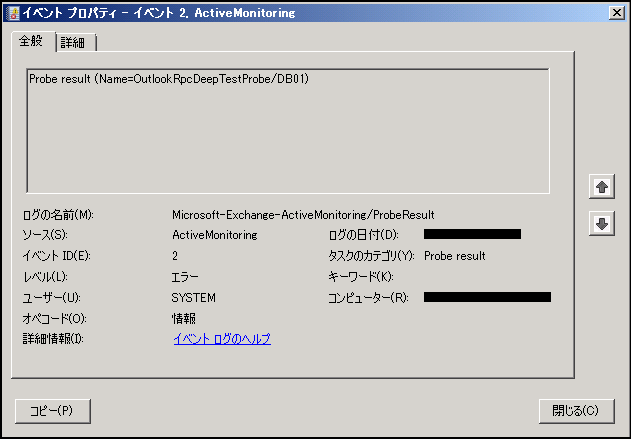 イベント プロパティ - イベント 2, ActiveMonitoring
全般 詳細
Probe result (Name=OutlookRpcDeepTestProbe/DB01)
ログの名前(M): Microsoft-Exchange-ActiveMonitoring/ProbeResult
ソース(S): ActiveMonitoring ログの日付(D):
イベント ID(E): 2 タスクのカテゴリ(Y): Probe result
レベル(L): エラー キーワード(K):
ユーザー(U): SYSTEM コンピューター(R):
オペコード(O): 情報
詳細情報(I): イベント ログのヘルプ
コピー(P) 閉じる(C)